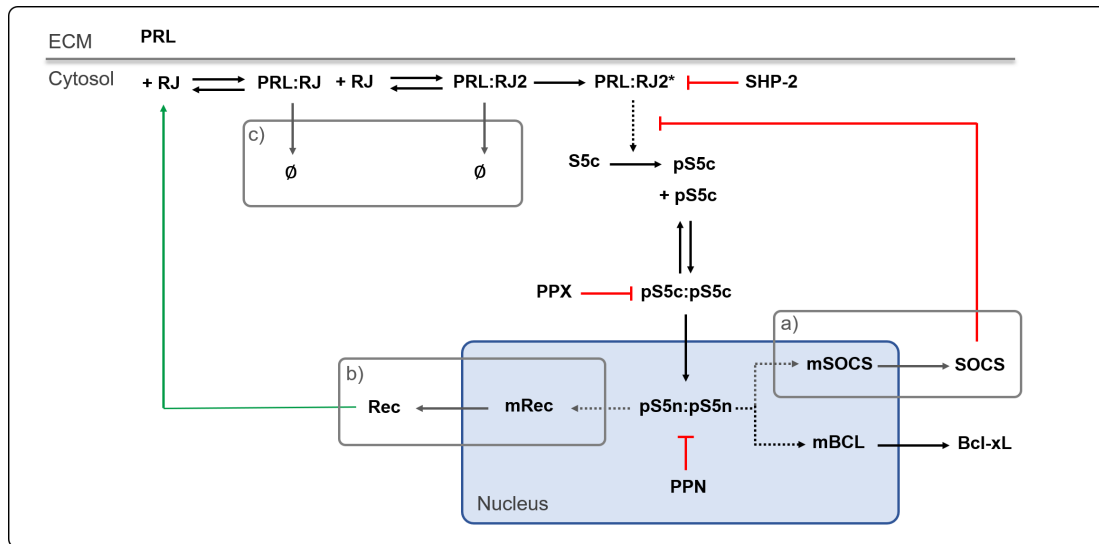 ECM PRL
Cytosol + RJ PRL:RJ + RJ PRL:RJ2 PRL:RJ2* SHP-2
c)
∅ ∅
S5c pS5c
+ pS5c
PPX pS5c:pS5c
a)
mSOCS SOCS
b)
Rec mRec pS5n:pS5n
mBCL Bcl-xL
PPN
Nucleus